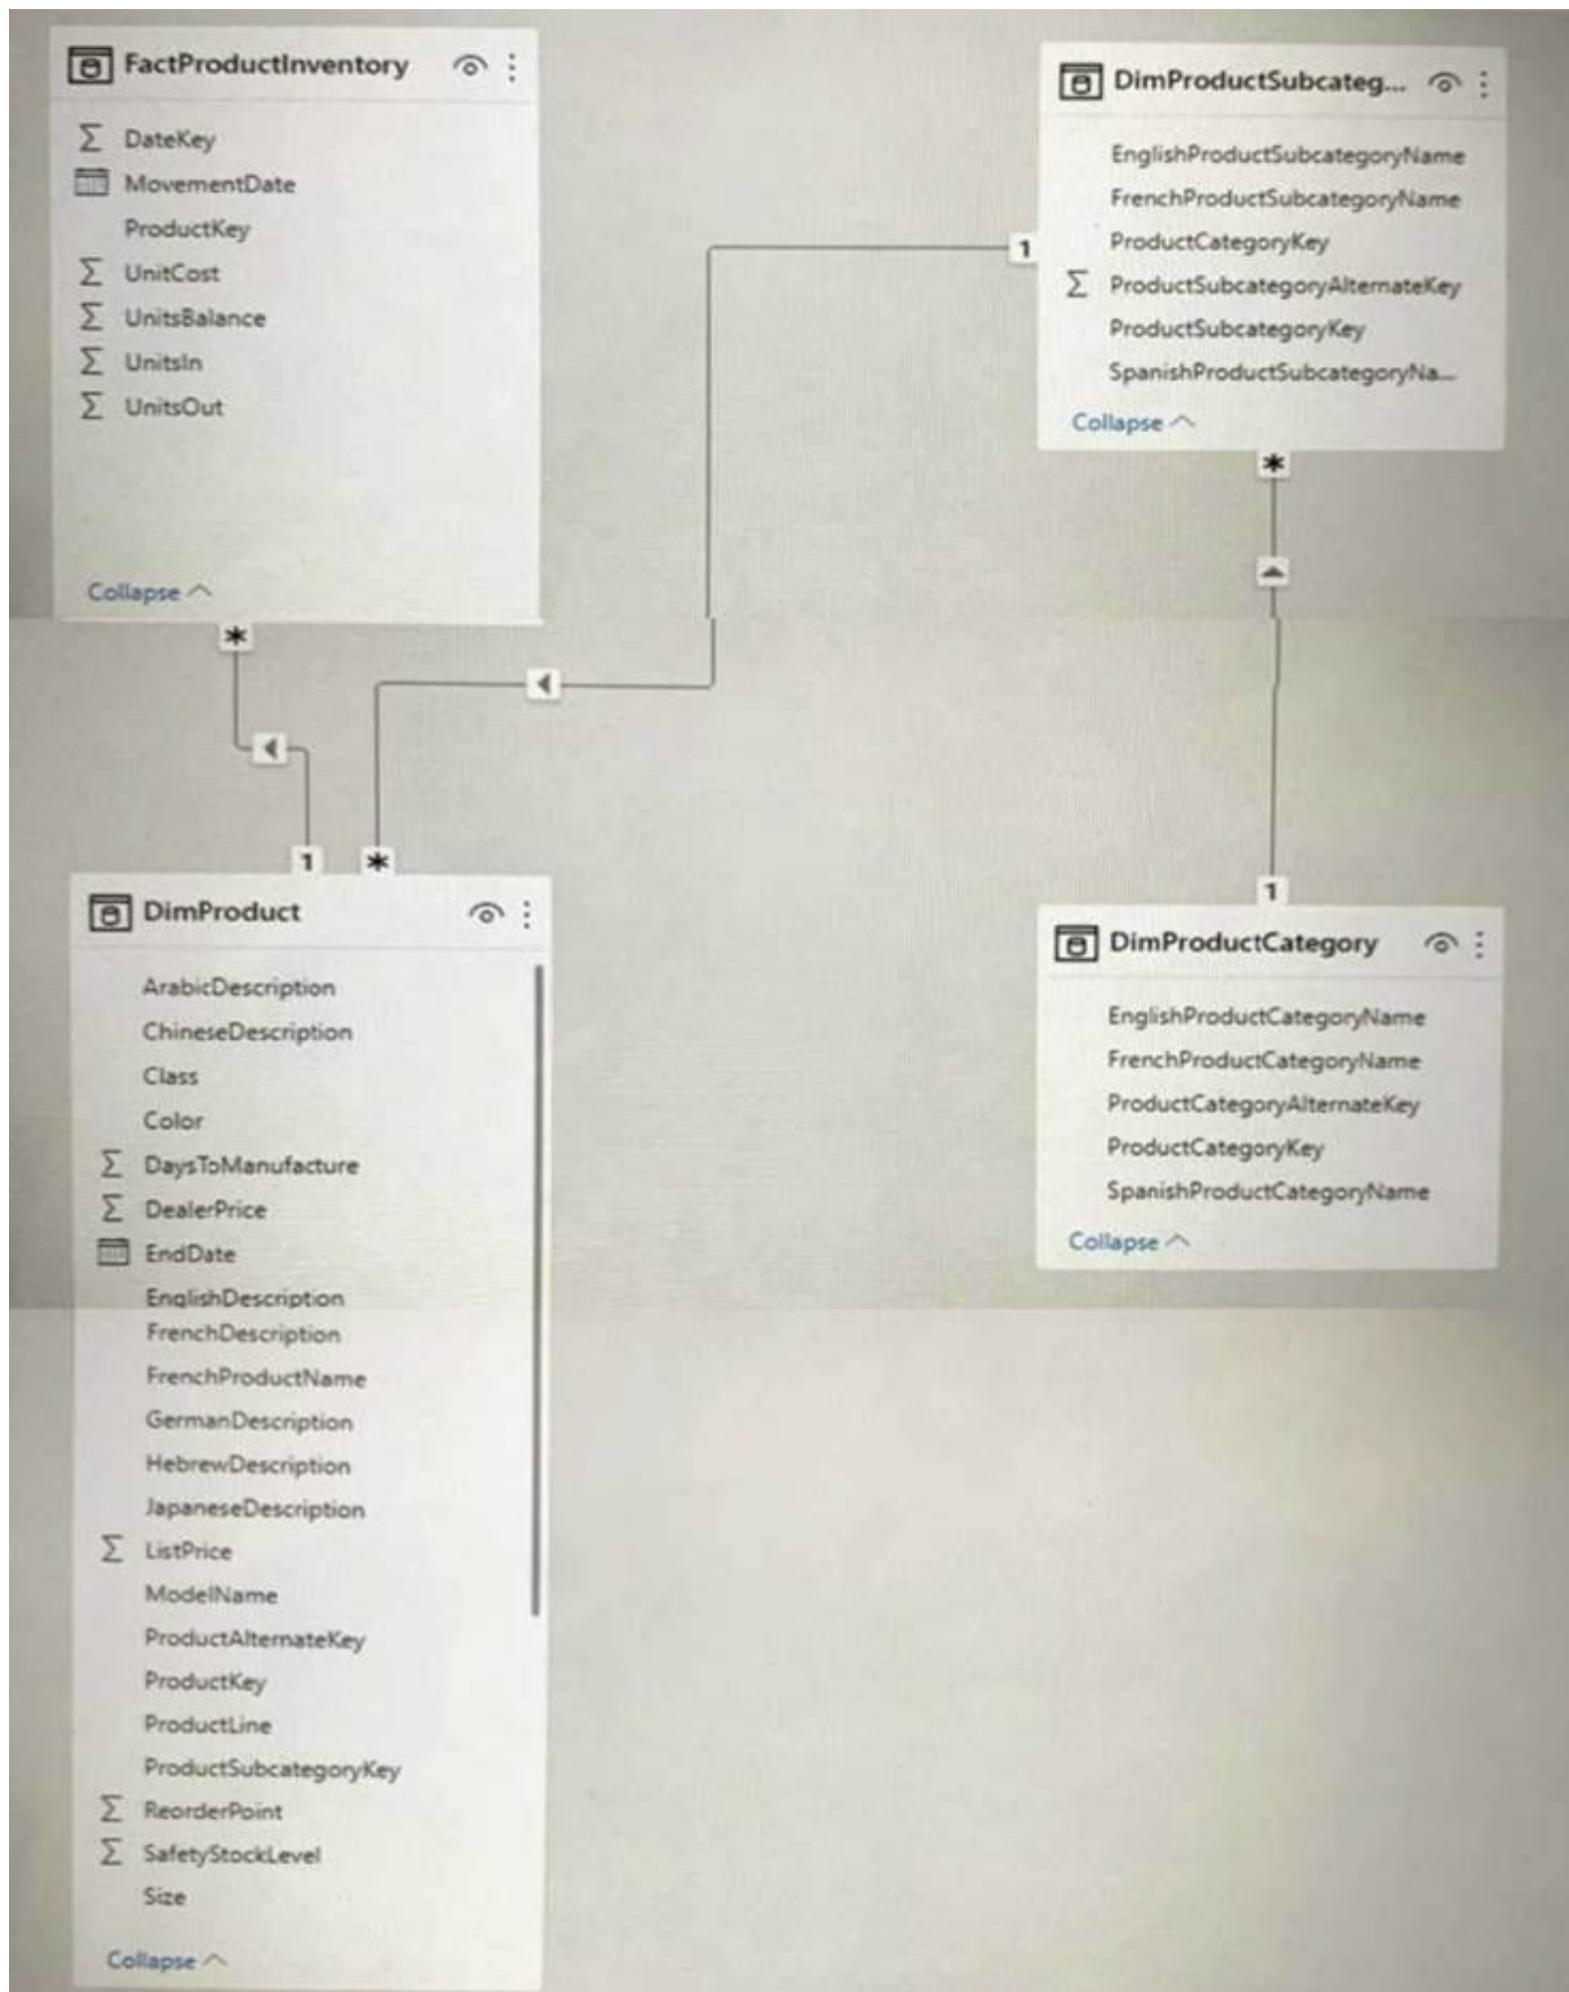 FactProductInventory
DateKey
MovementDate
ProductKey
UnitCost
UnitsBalance
UnitsIn
UnitsOut
Collapse
*
1
*
DimProductSubcateg...
EnglishProductSubcategoryName
FrenchProductSubcategoryName
1
ProductCategoryKey
ProductSubcategoryAlternateKey
ProductSubcategoryKey
SpanishProductSubcategoryNa...
Collapse
*
1
DimProduct
ArabicDescription
ChineseDescription
Class
Color
DaysToManufacture
DealerPrice
EndDate
EnglishDescription
FrenchDescription
FrenchProductName
GermanDescription
HebrewDescription
JapaneseDescription
ListPrice
ModelName
ProductAlternateKey
ProductKey
ProductLine
ProductSubcategoryKey
ReorderPoint
SafetyStockLevel
Size
Collapse
DimProductCategory
EnglishProductCategoryName
FrenchProductCategoryName
ProductCategoryAlternateKey
ProductCategoryKey
SpanishProductCategoryName
Collapse